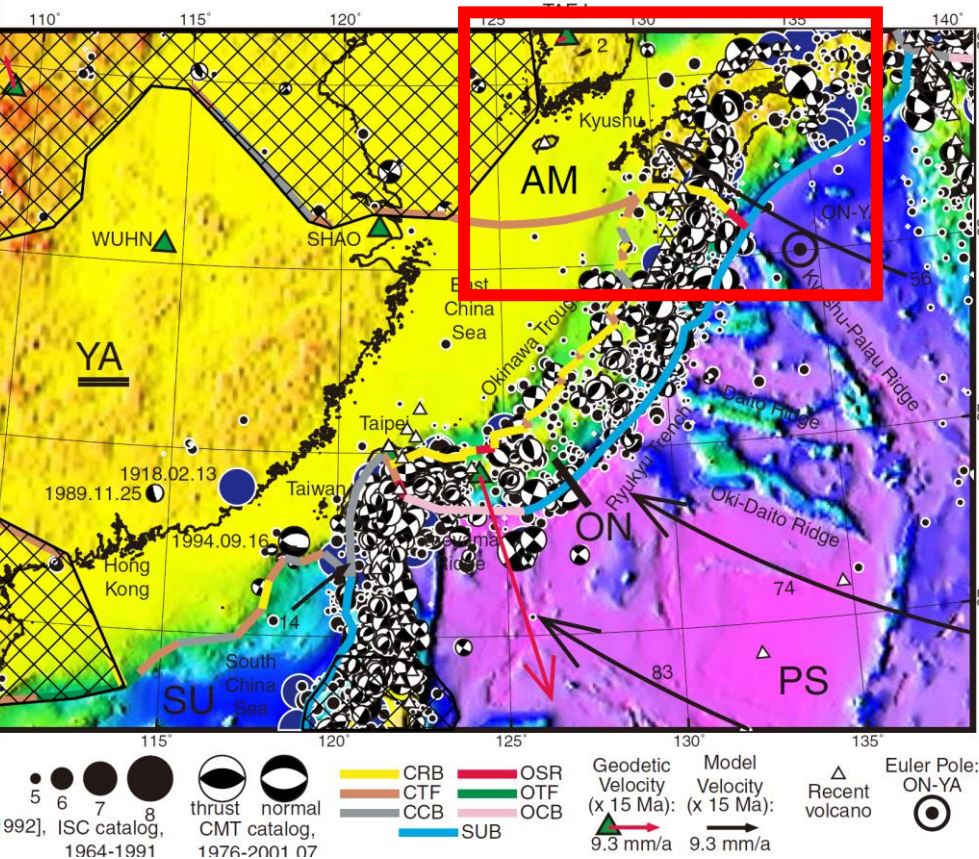 110° 115° 120° 125 130 135 140°
2
Kyushu
AM
WUHN
SHAO
ON-YA
56
East
China
Sea
Kyushu-Palau Ridge
Okinawa Trough
YA
Daito Ridge
Taipei
1918.02.13
1989.11.25
Taiwan
Ryukyu Trench
Oki-Daito Ridge
ON
1994.09.16
Hong
Kong
74
14
83
South
China
Sea
SU
PS
115° 120° 125° 130° 135°
5 6 7 8
thrust normal
1992], ISC catalog,
1964-1991
CMT catalog,
1976-2001.07
CRB OSR
CTF OTF
CCB OCB
SUB
Geodetic
Velocity
(x 15 Ma):
9.3 mm/a
Model
Velocity
(x 15 Ma):
9.3 mm/a
Recent
volcano
Euler Pole:
ON-YA